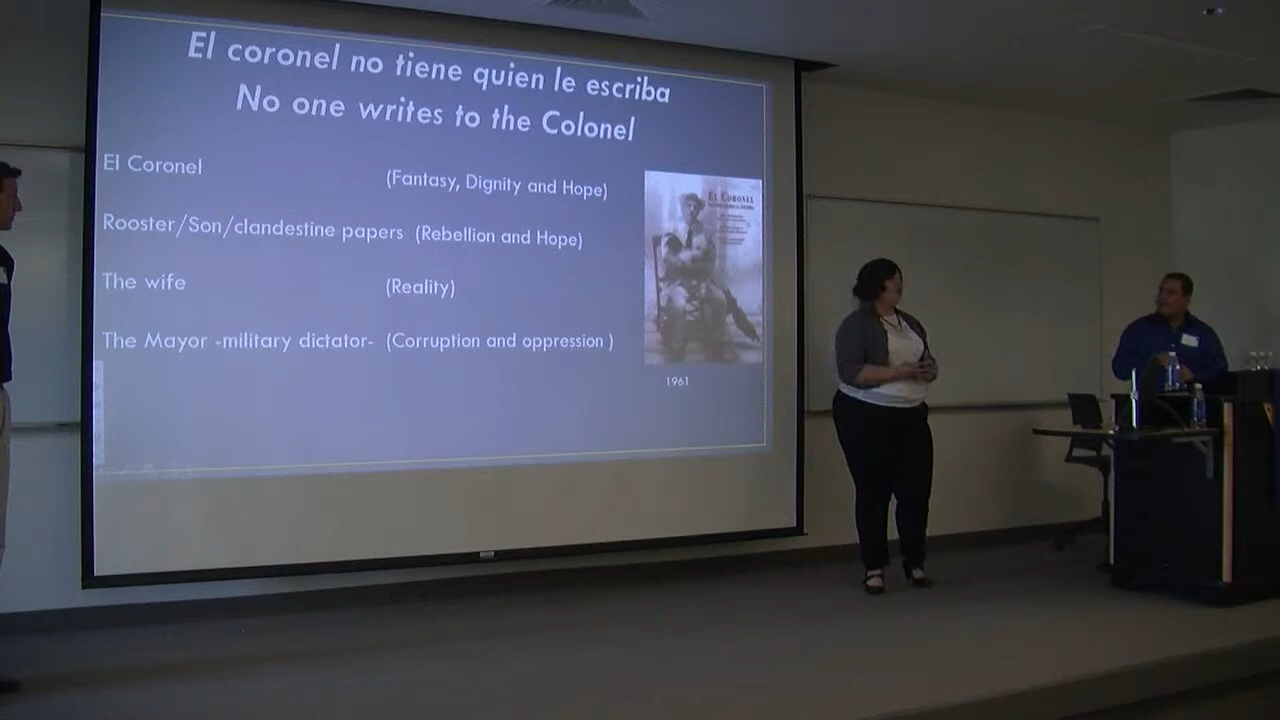 El coronel no tiene quien le escriba
No one writes to the Colonel
El Coronel (Fantasy, Dignity and Hope)
Rooster/Son/clandestine papers (Rebellion and Hope)
The wife (Reality)
The Mayor -military dictator- (Corruption and oppression )
EL CORONEL
1961